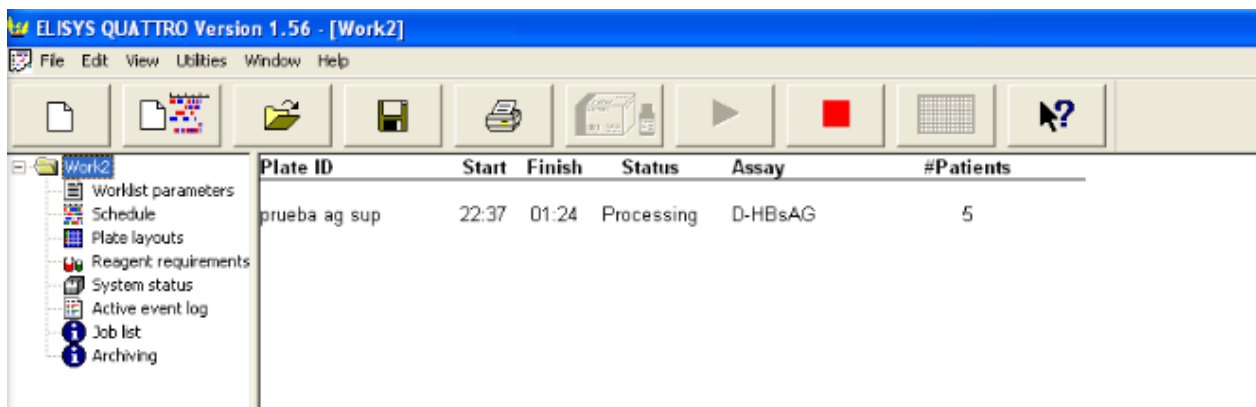 ELISYS QUATTRO Version 1.56 - [Work2]
File Edit View Utilities Window Help
Work2
Worklist parameters
Schedule
Plate layouts
Reagent requirements
System status
Active event log
Job list
Archiving
Plate ID Start Finish Status Assay #Patients
prueba ag sup 22:37 01:24 Processing D-HBsAG 5